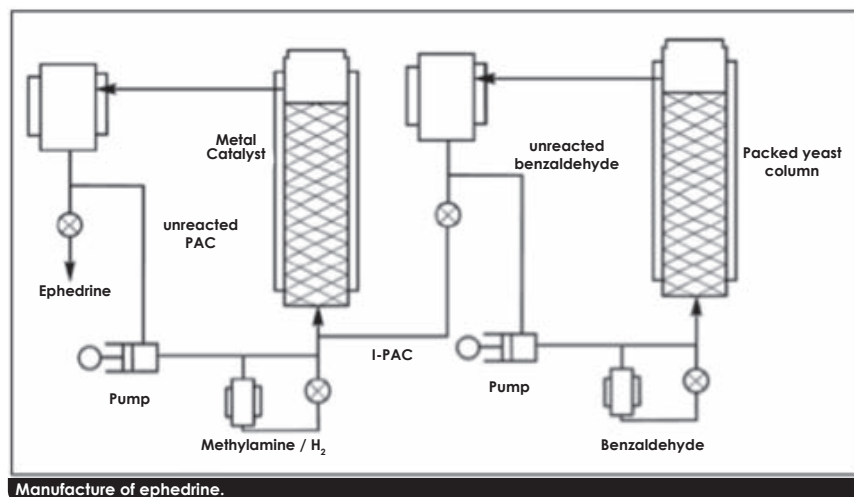 Metal
Catalyst
unreacted
benzaldehyde
Packed yeast
column
unreacted
PAC
Ephedrine
I-PAC
Pump
Pump
Methylamine / H₂
Benzaldehyde
Manufacture of ephedrine.